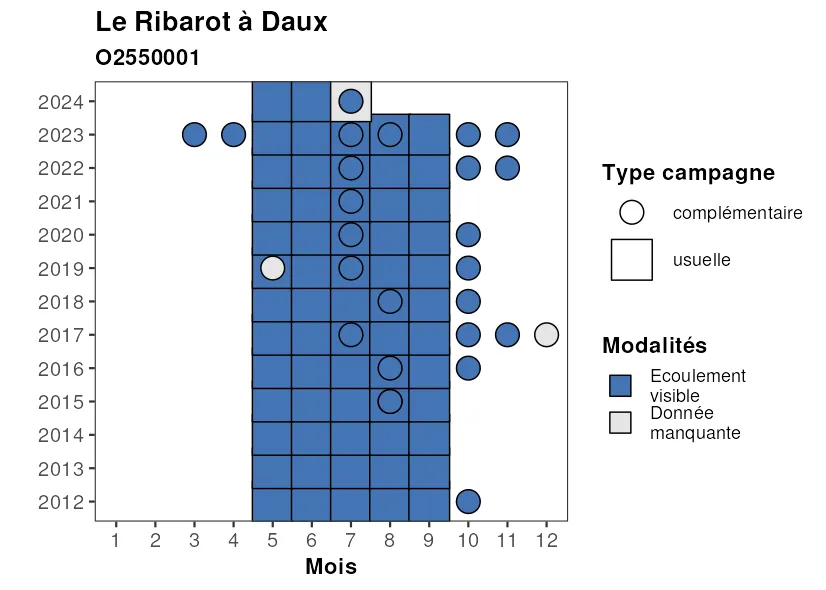 Le Ribarot à Daux
O2550001
2024
2023
2022
2021
2020
2019
2018
2017
2016
2015
2014
2013
2012
1 2 3 4 5 6 7 8 9 10 11 12
Mois
Type campagne
complémentaire
usuelle
Modalités
Ecoulement
visible
Donnée
manquante